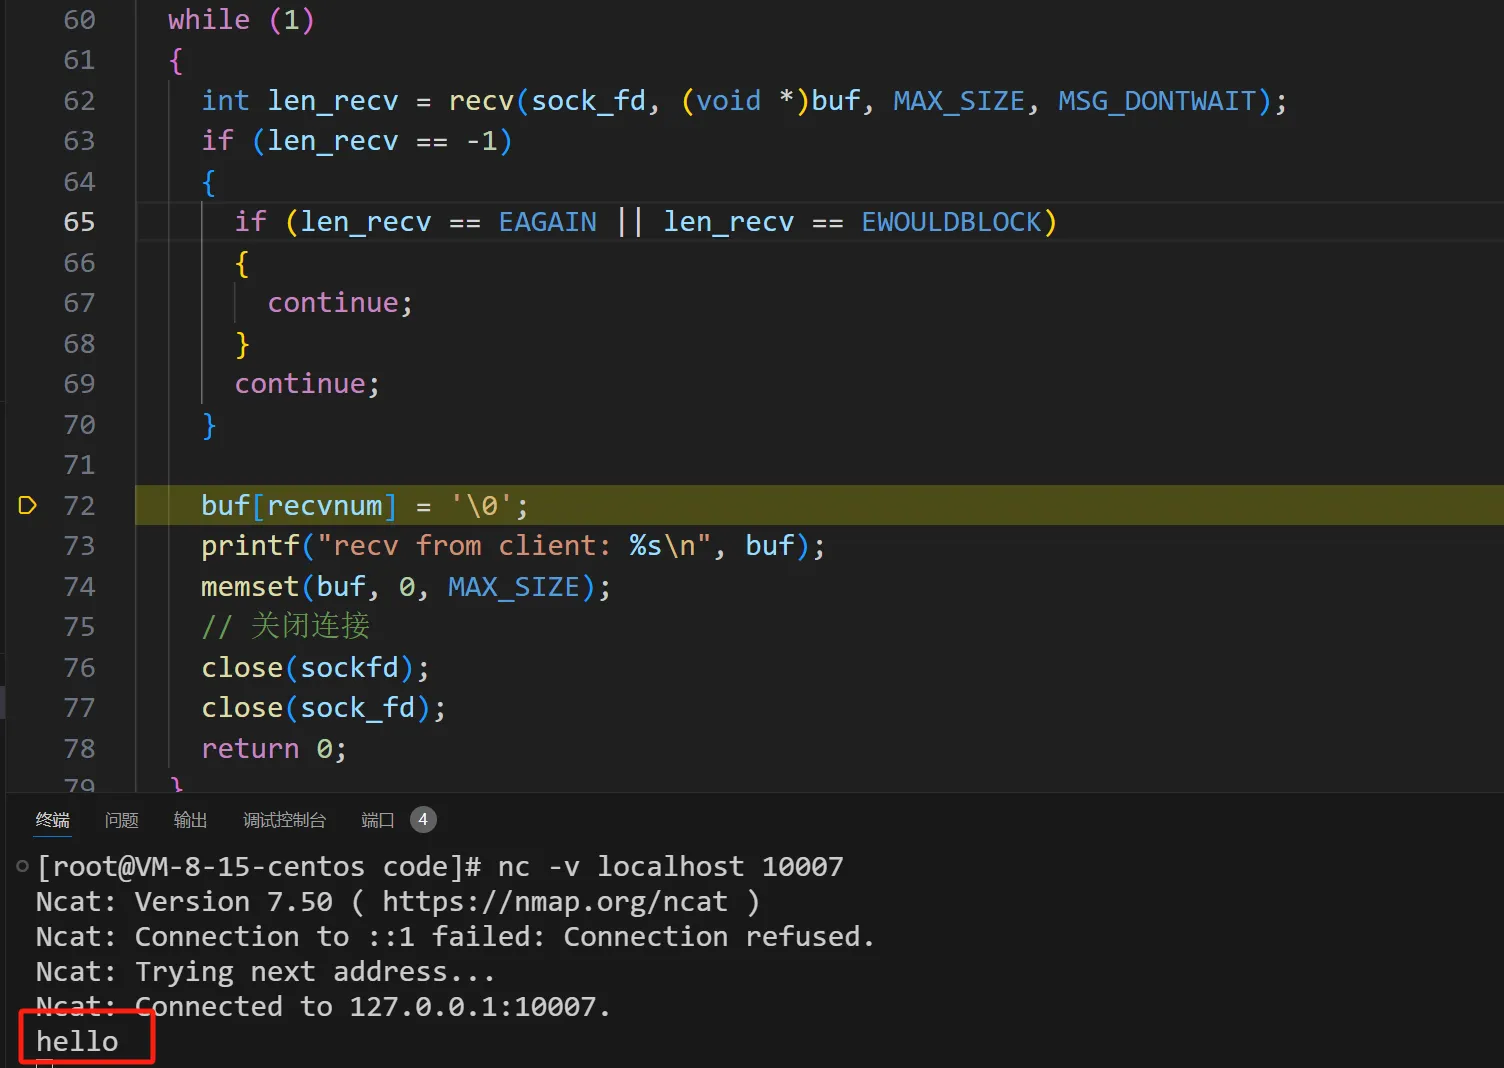 60 while (1)
61 {
62 int len_recv = recv(sock_fd, (void *)buf, MAX_SIZE, MSG_DONTWAIT);
63 if (len_recv == -1)
64 {
65 if (len_recv == EAGAIN || len_recv == EWOULDBLOCK)
66 {
67 continue;
68 }
69 continue;
70 }
71
72 buf[recvnum] = '\0';
73 printf("recv from client: %s\n", buf);
74 memset(buf, 0, MAX_SIZE);
75 // 关闭连接
76 close(sockfd);
77 close(sock_fd);
78 return 0;
79 }
终端 问题 输出 调试控制台 端口 4
[root@VM-8-15-centos code]# nc -v localhost 10007
Ncat: Version 7.50 ( https://nmap.org/ncat )
Ncat: Connection to ::1 failed: Connection refused.
Ncat: Trying next address...
Ncat: Connected to 127.0.0.1:10007.
hello